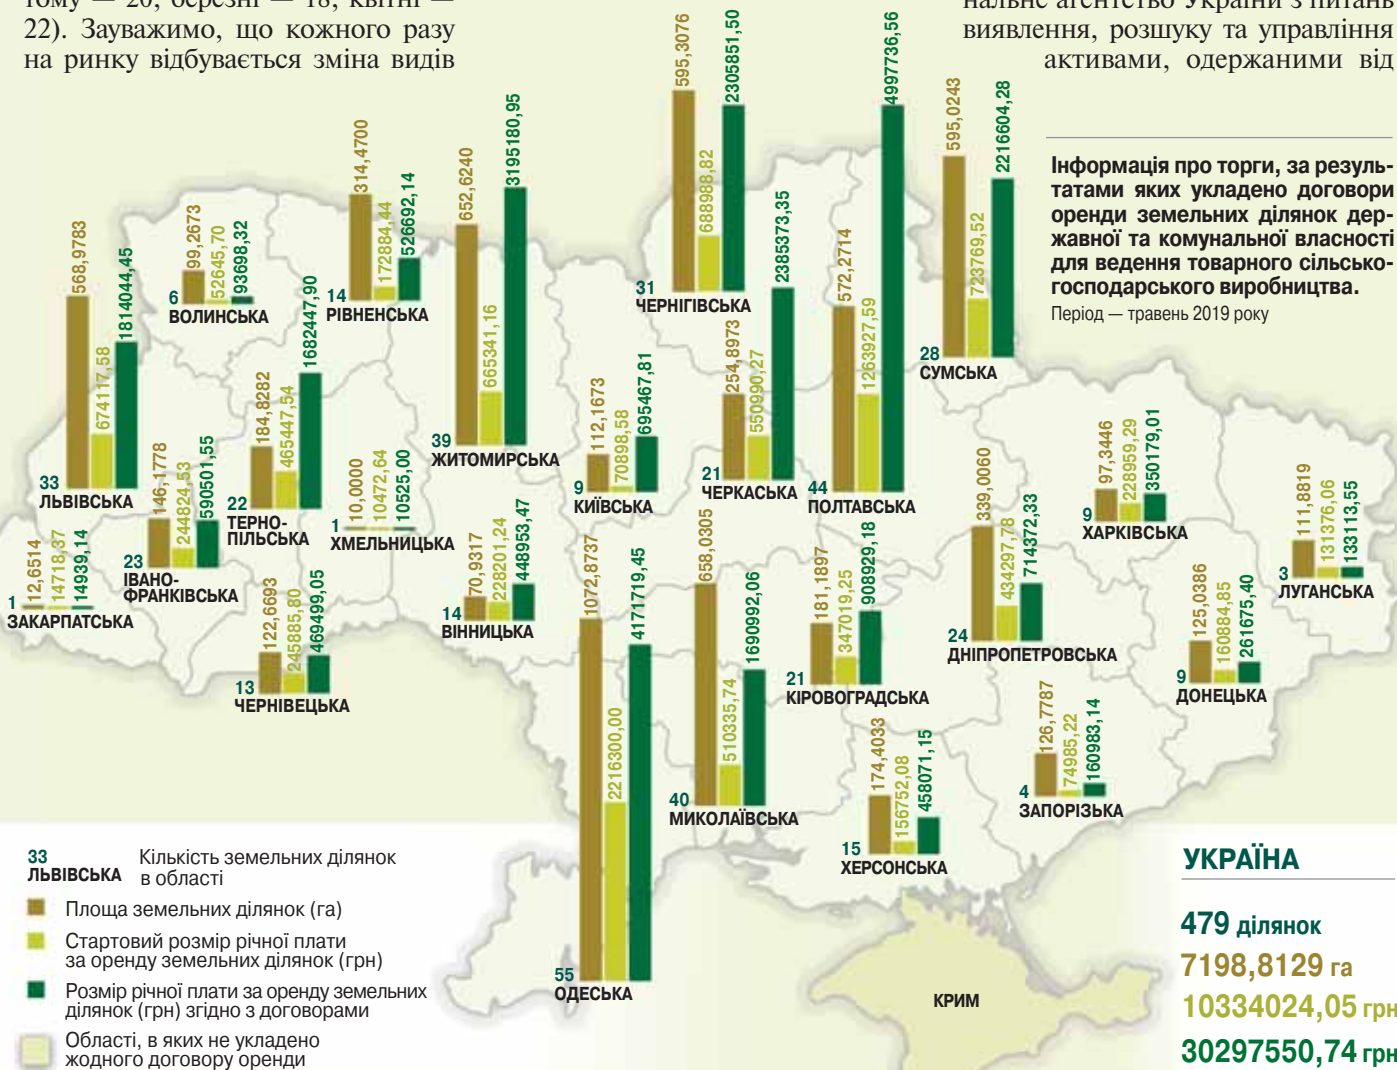 тому — 20, березні — 18, квітні —
22). Зауважимо, що кожного разу
на ринку відбувається зміна видів
нальне агентство України з питань
виявлення, розшуку та управління
активами, одержаними від
Інформація про торги, за резуль-
татами яких укладено договори
оренди земельних ділянок дер-
жавної та комунальної власності
для ведення товарного сільсько-
господарського виробництва.
Період — травень 2019 року
568,9783
674117,58
1814044,45
33
ЛЬВІВСЬКА
99,2673
52645,70
93698,32
6
ВОЛИНСЬКА
314,4700
172884,44
526692,14
14
РІВНЕНСЬКА
652,6240
665341,16
3195180,95
39
ЖИТОМИРСЬКА
595,3076
688988,82
2305851,50
31
ЧЕРНІГІВСЬКА
595,0243
723769,52
2216604,28
28
СУМСЬКА
184,8282
465447,54
1682447,90
22
ТЕРНО-
ПІЛЬСЬКА
10,0000
10472,64
10525,00
1
ХМЕЛЬНИЦЬКА
112,1673
70898,58
695467,81
9
КИЇВСЬКА
254,8973
550990,27
2385373,35
21
ЧЕРКАСЬКА
572,2714
1263927,59
4997736,56
44
ПОЛТАВСЬКА
97,3446
228959,29
350179,01
9
ХАРКІВСЬКА
111,8819
131376,06
133113,55
3
ЛУГАНСЬКА
12,6514
14718,37
14939,14
1
ЗАКАРПАТСЬКА
146,1778
244824,53
590501,55
23
ІВАНО-
ФРАНКІВСЬКА
122,6693
245885,80
469499,05
13
ЧЕРНІВЕЦЬКА
70,9317
228201,24
448953,47
14
ВІННИЦЬКА
1072,8737
2216300,00
4171719,45
55
ОДЕСЬКА
658,0305
510335,74
1690992,06
40
МИКОЛАЇВСЬКА
181,1897
347019,25
908929,18
21
КІРОВОГРАДСЬКА
339,0060
434297,78
714372,33
24
ДНІПРОПЕТРОВСЬКА
125,0386
160884,85
261675,40
9
ДОНЕЦЬКА
174,4033
156752,08
458071,15
15
ХЕРСОНСЬКА
126,7787
74985,22
160983,14
4
ЗАПОРІЗЬКА
КРИМ
33
ЛЬВІВСЬКА
Кількість земельних ділянок
в області
Площа земельних ділянок (га)
Стартовий розмір річної плати
за оренду земельних ділянок (грн)
Розмір річної плати за оренду земельних
ділянок (грн) згідно з договорами
Області, в яких не укладено
жодного договору оренди
УКРАЇНА
479 ділянок
7198,8129 га
10334024,05 грн
30297550,74 грн